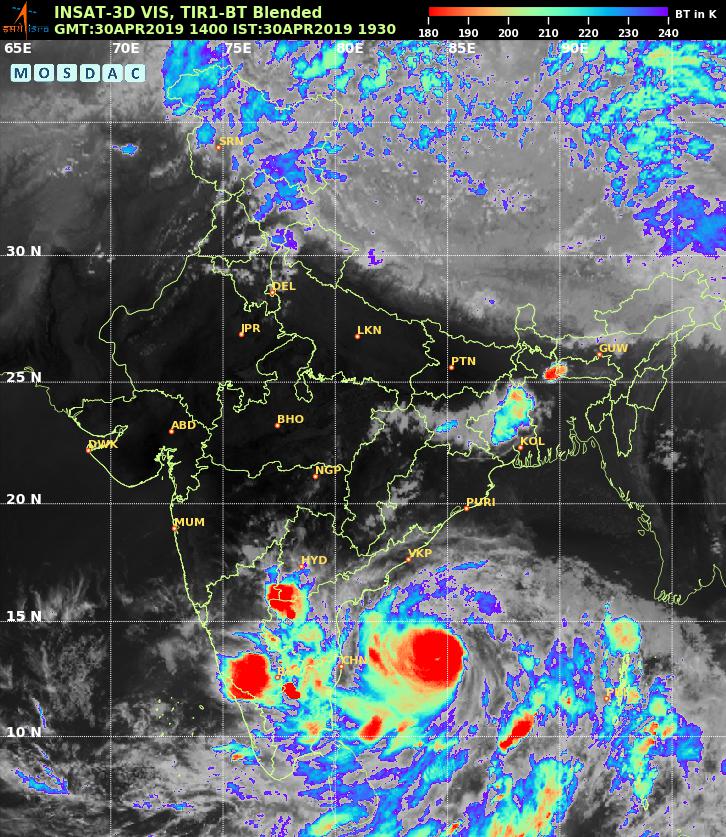 INSAT-3D VIS, TIR1-BT Blended
GMT:30APR2019 1400 IST:30APR2019 1930
BT in K
180 190 200 210 220 230 240
65E 70E 75E 80E 85E 90E
M O S D A C
SRN
30 N
DEL
JPR LKN
GUW
PTN
25 N
ABD BHO
DWK KOL
NGP
20 N PURI
MUM
VKP
HYD
15 N
CHN
10 N